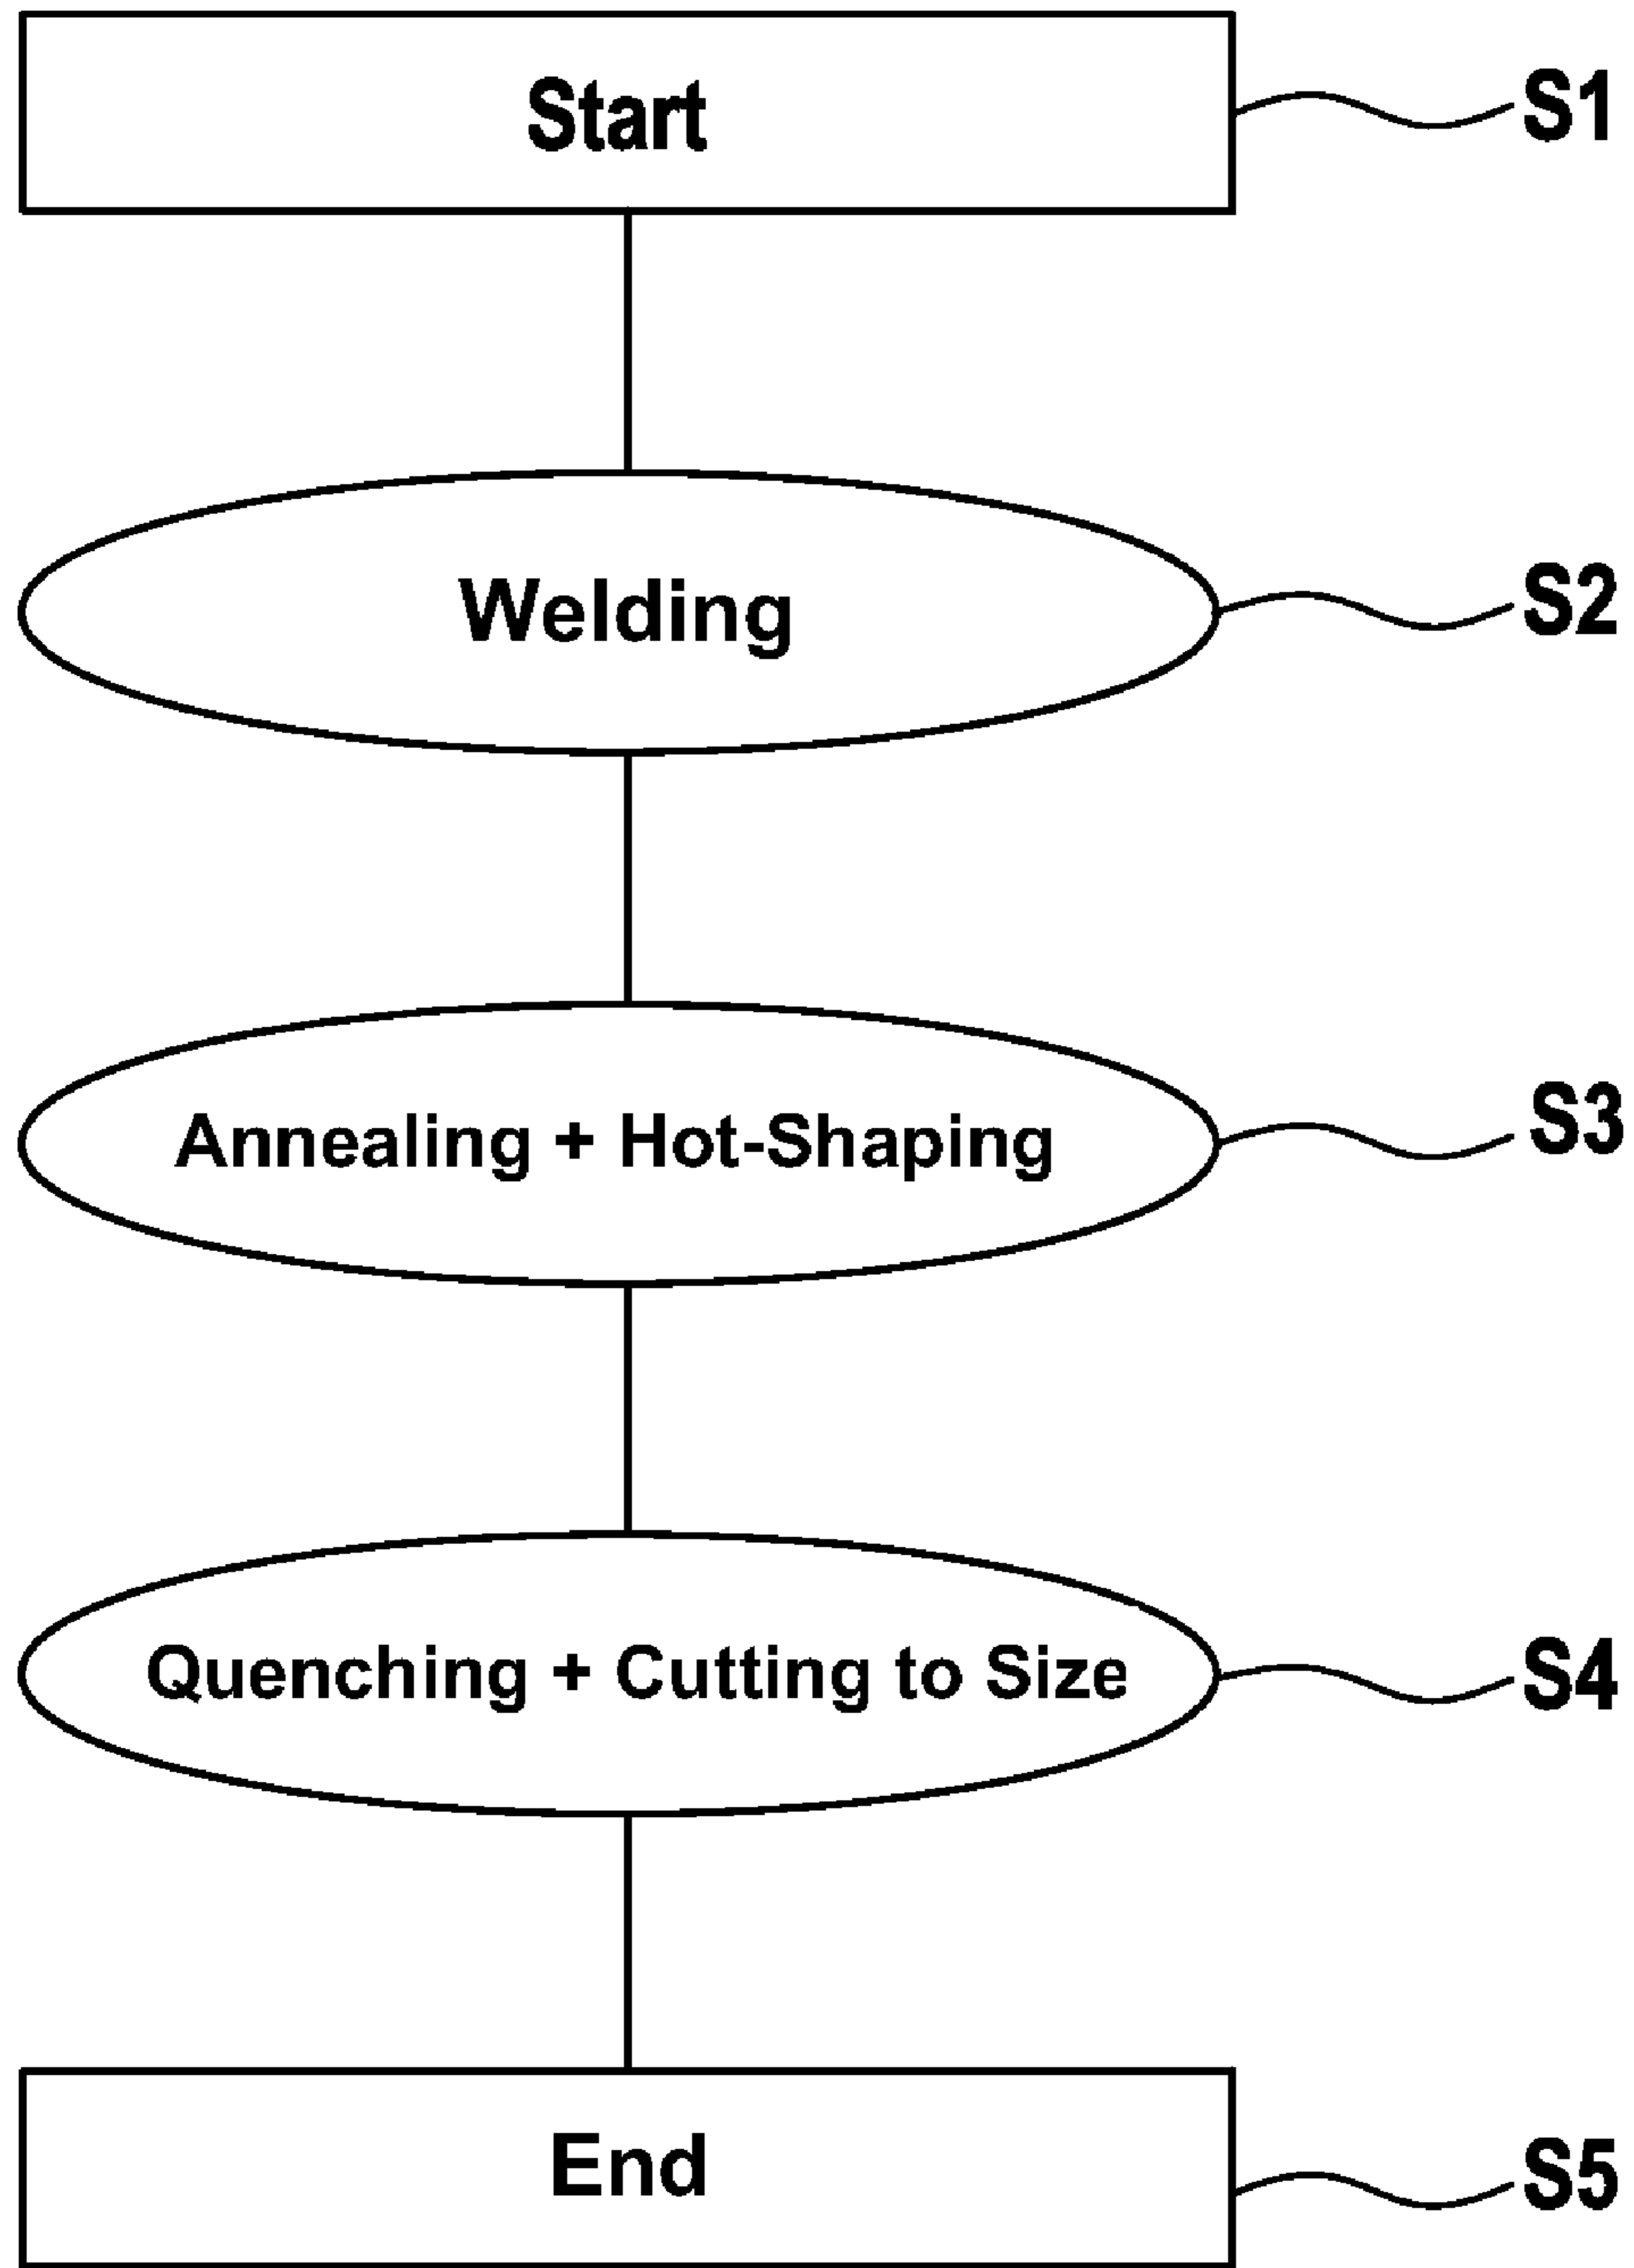 Start S1
Welding S2
Annealing + Hot-Shaping S3
Quenching + Cutting to Size S4
End S5